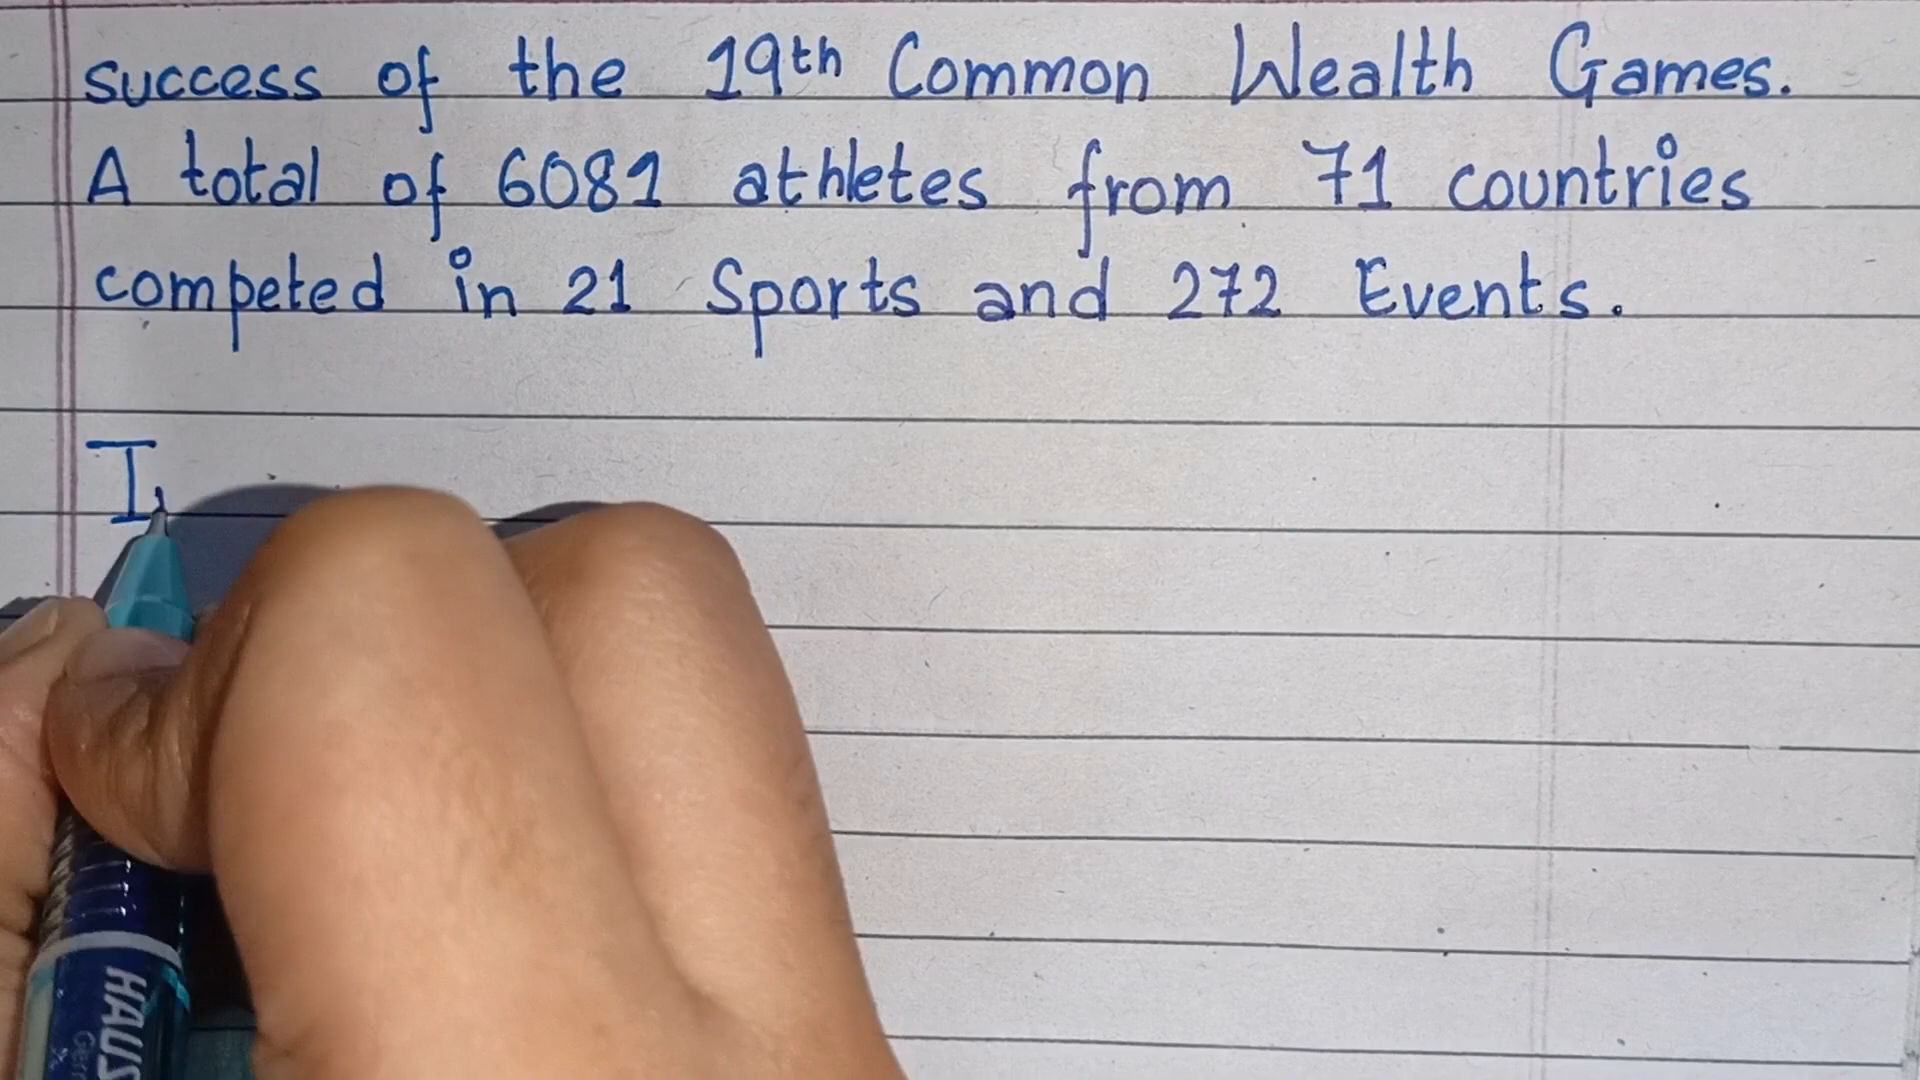 success of the 19th Common Wealth Games.
A total of 6081 athletes from 71 countries
competed in 21 Sports and 272 Events.
I
HAUS